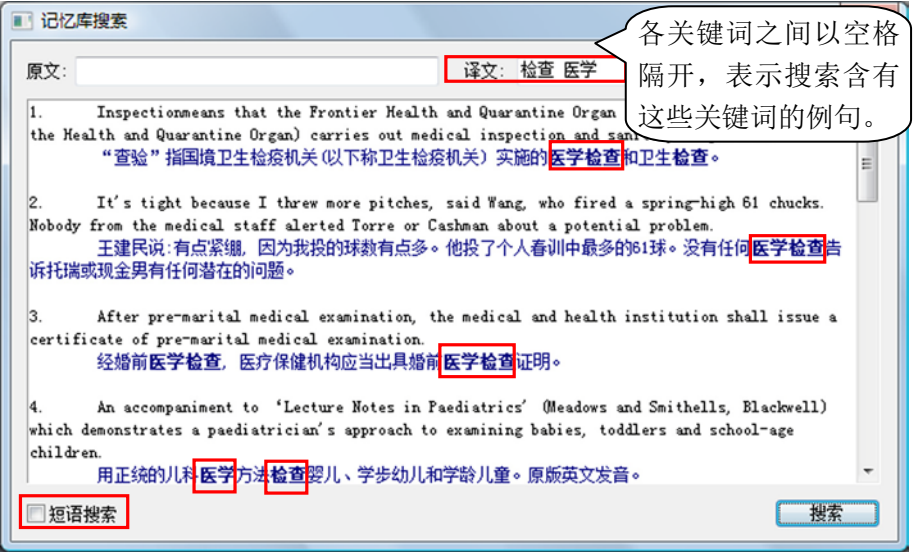 记忆库搜索
各关键词之间以空格
隔开，表示搜索含有
这些关键词的例句。
原文：
译文： 检查 医学
1. Inspectionmeans that the Frontier Health and Quarantine Organ
the Health and Quarantine Organ) carries out medical inspection and
“查验”指国境卫生检疫机关(以下称卫生检疫机关) 实施的医学检查和卫生检查。
2. It's tight because I threw more pitches, said Wang, who fired a spring-high 61 chucks.
Nobody from the medical staff alerted Torre or Cashman about a potential problem.
王建民说:有点紧绷, 因为我投的球数有点多。他投了个人春训中最多的61球。没有任何医学检查告
诉托瑞或现金男有任何潜在的问题。
3. After pre-marital medical examination, the medical and health institution shall issue a
certificate of pre-marital medical examination.
经婚前医学检查, 医疗保健机构应当出具婚前医学检查证明。
4. An accompaniment to ‘Lecture Notes in Paediatrics’ (Meadows and Smithells, Blackwell)
which demonstrates a paediatrician's approach to examining babies, toddlers and school-age
children.
用正统的儿科医学方法检查婴儿、学步幼儿和学龄儿童。原版英文发音。
短语搜索
搜索